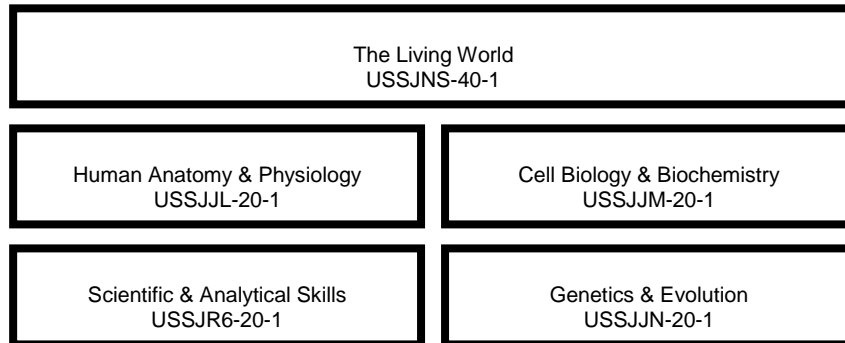 The Living World
USSJNS-40-1
Human Anatomy & Physiology
USSJJL-20-1
Cell Biology & Biochemistry
USSJJM-20-1
Scientific & Analytical Skills
USSJR6-20-1
Genetics & Evolution
USSJJN-20-1